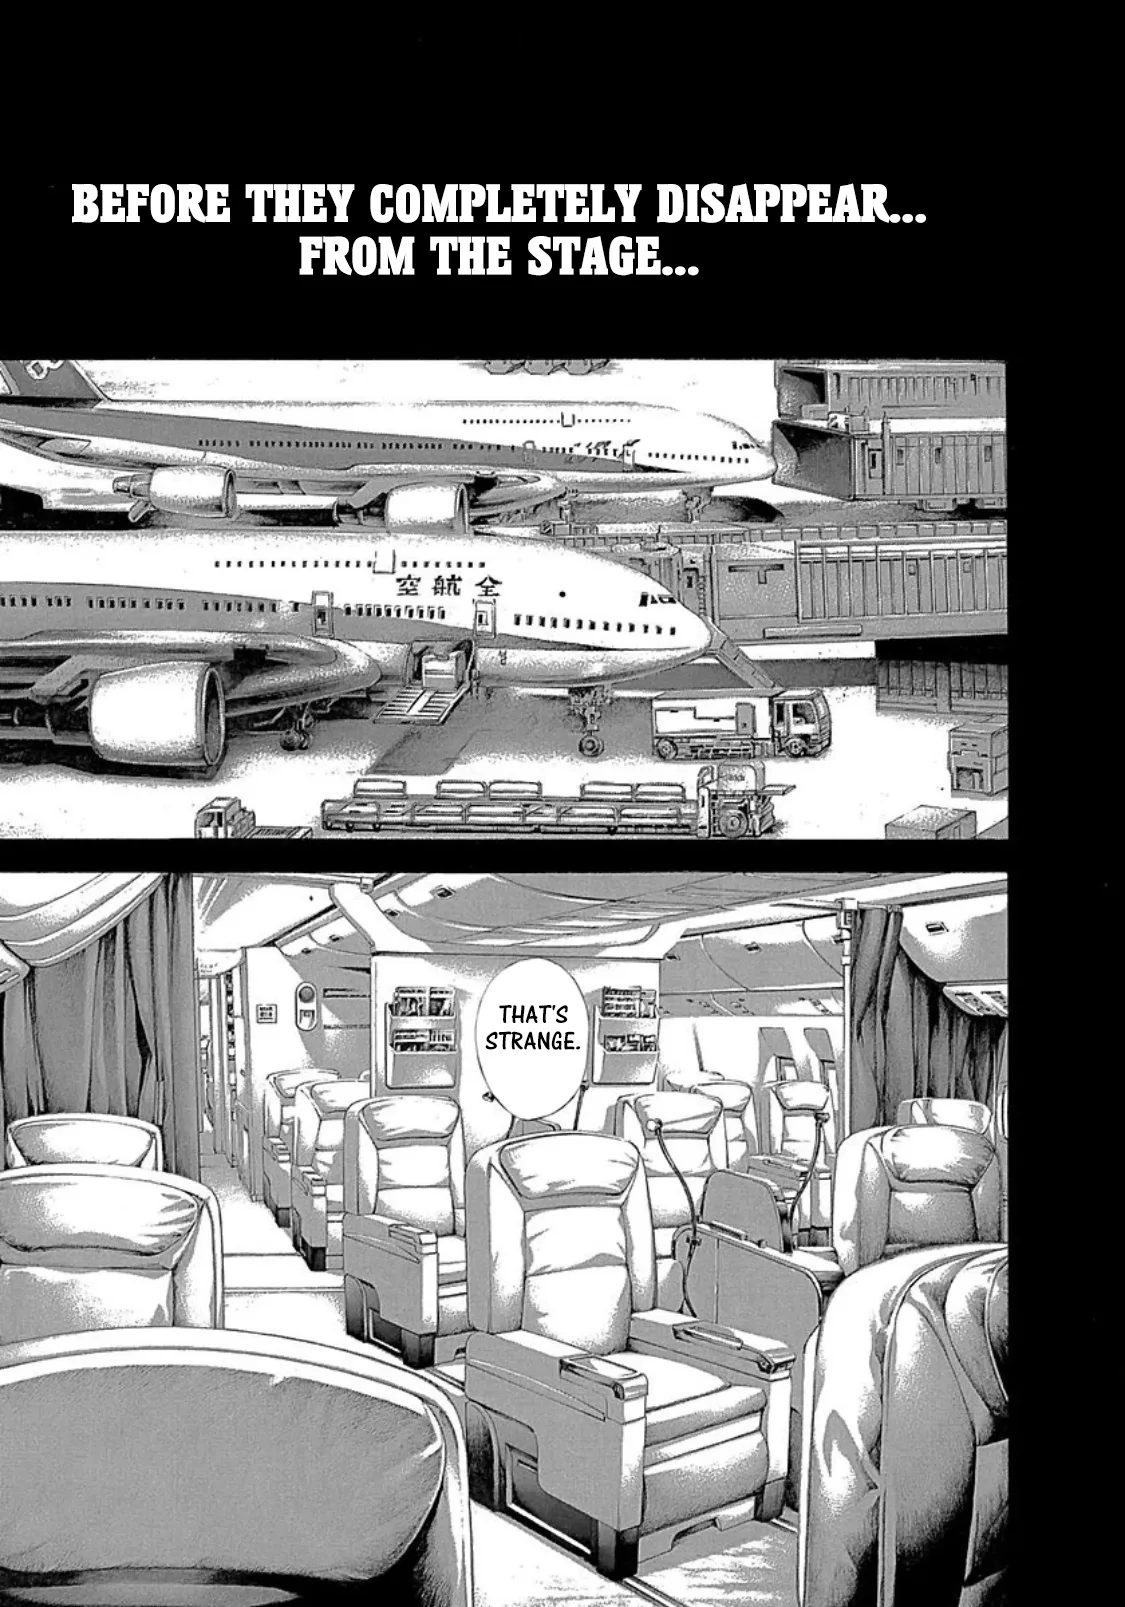 BEFORE THEY COMPLETELY DISAPPEAR...
FROM THE STAGE...
空航全
THAT'S
STRANGE.